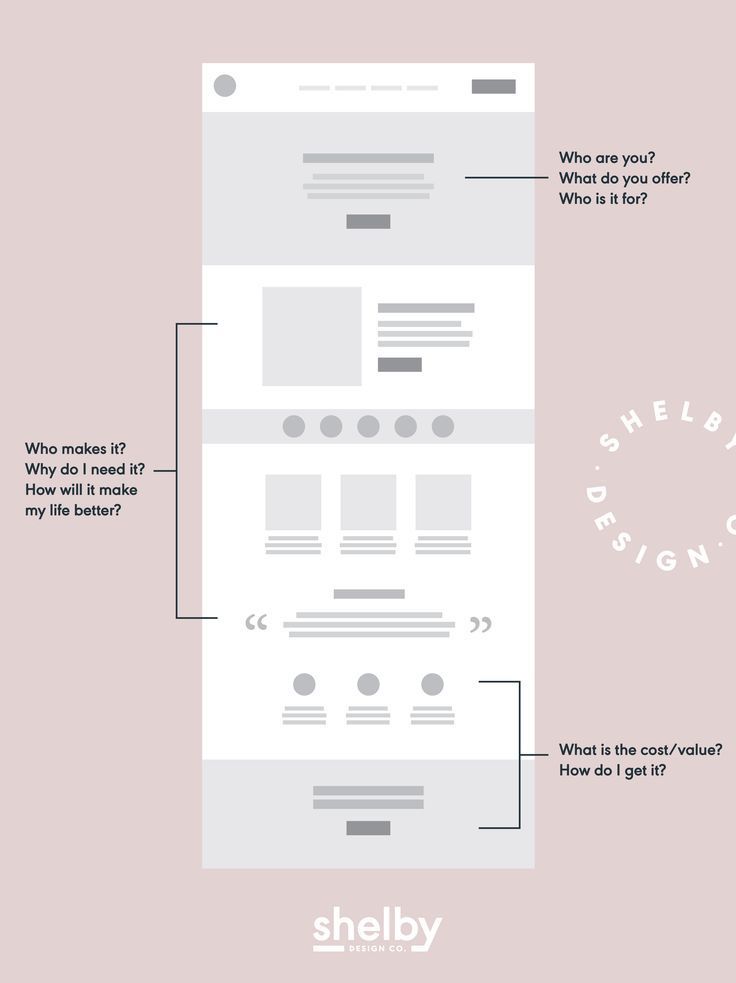 Who are you?
What do you offer?
Who is it for?
Who makes it?
Why do I need it?
How will it make
my life better?
“ ”
SHELBY
DESIGN
What is the cost/value?
How do I get it?
shelby
DESIGN CO.